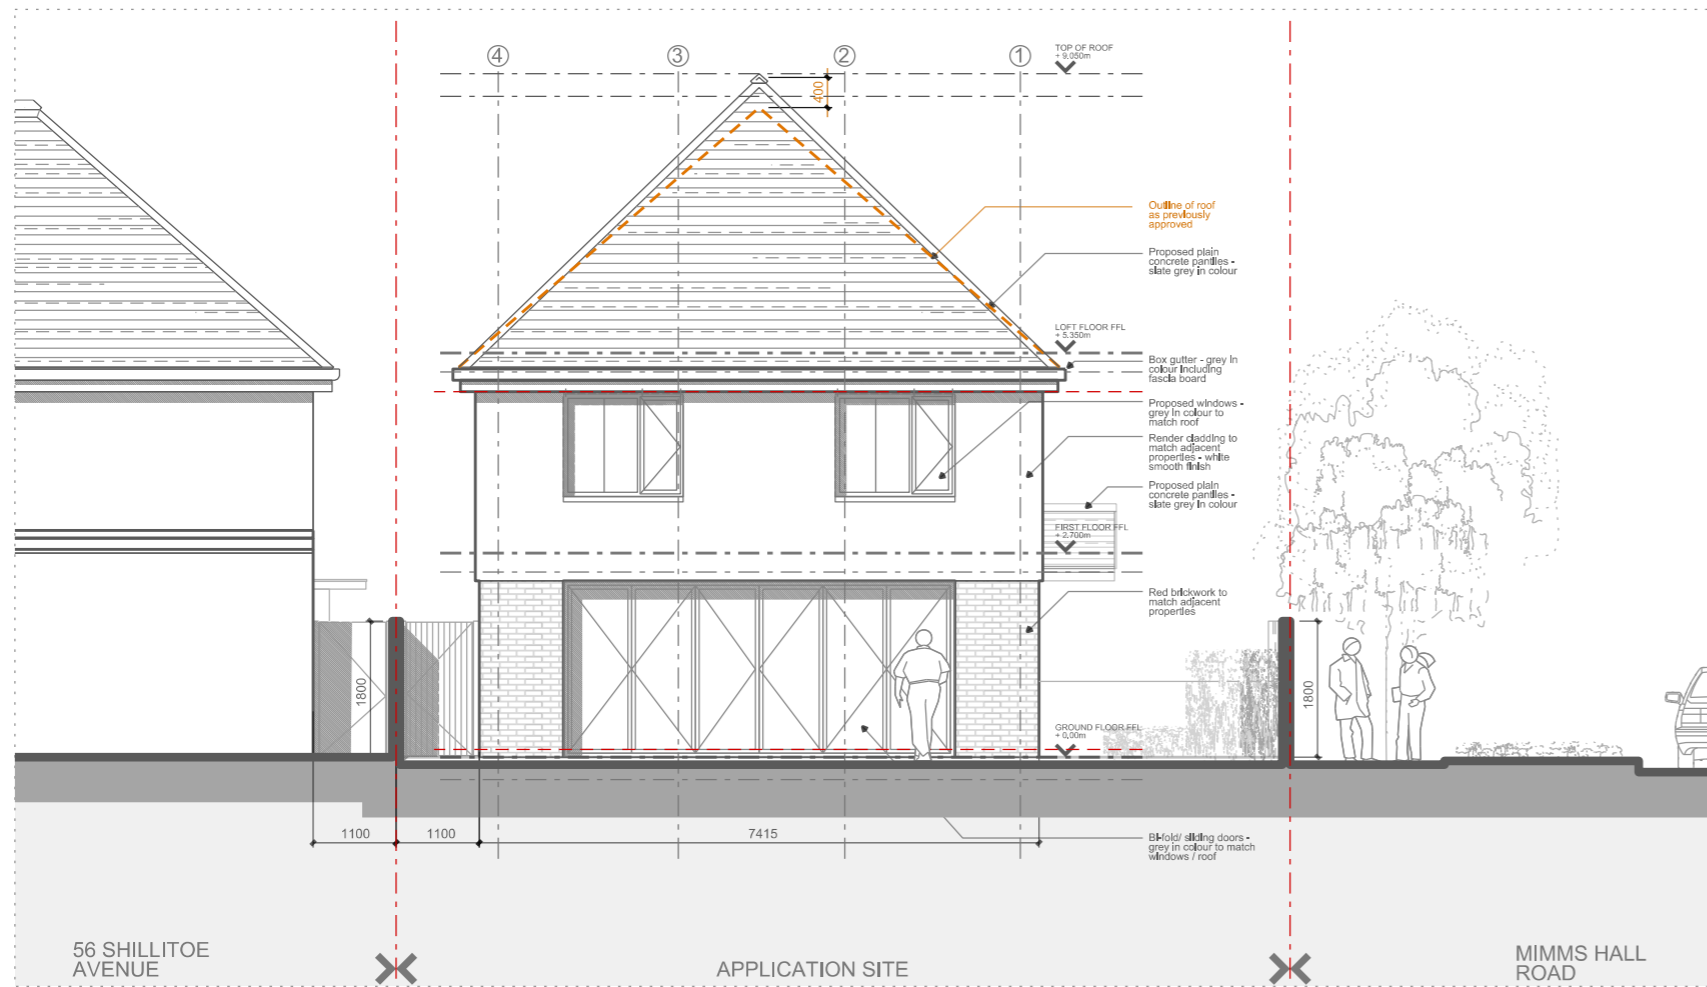 4
3
2
1
TOP OF ROOF
+ 9,050m
400
Outline of roof
as previously
approved
Proposed plain
concrete pantiles -
slate grey in colour
LOFT FLOOR FFL
+ 5,350m
Box gutter - grey in
colour including
fascia board
Proposed windows -
grey in colour to
match roof
Render cladding to
match adjacent
properties - white
smooth finish
Proposed plain
concrete pantiles -
slate grey in colour
FIRST FLOOR FFL
+ 2,700m
Red brickwork to
match adjacent
properties
1800
1800
GROUND FLOOR FFL
+ 0,00m
1100
1100
7415
Bi-fold/ sliding doors -
grey in colour to match
windows / roof
56 SHILLITOE
AVENUE
APPLICATION SITE
MIMMS HALL
ROAD